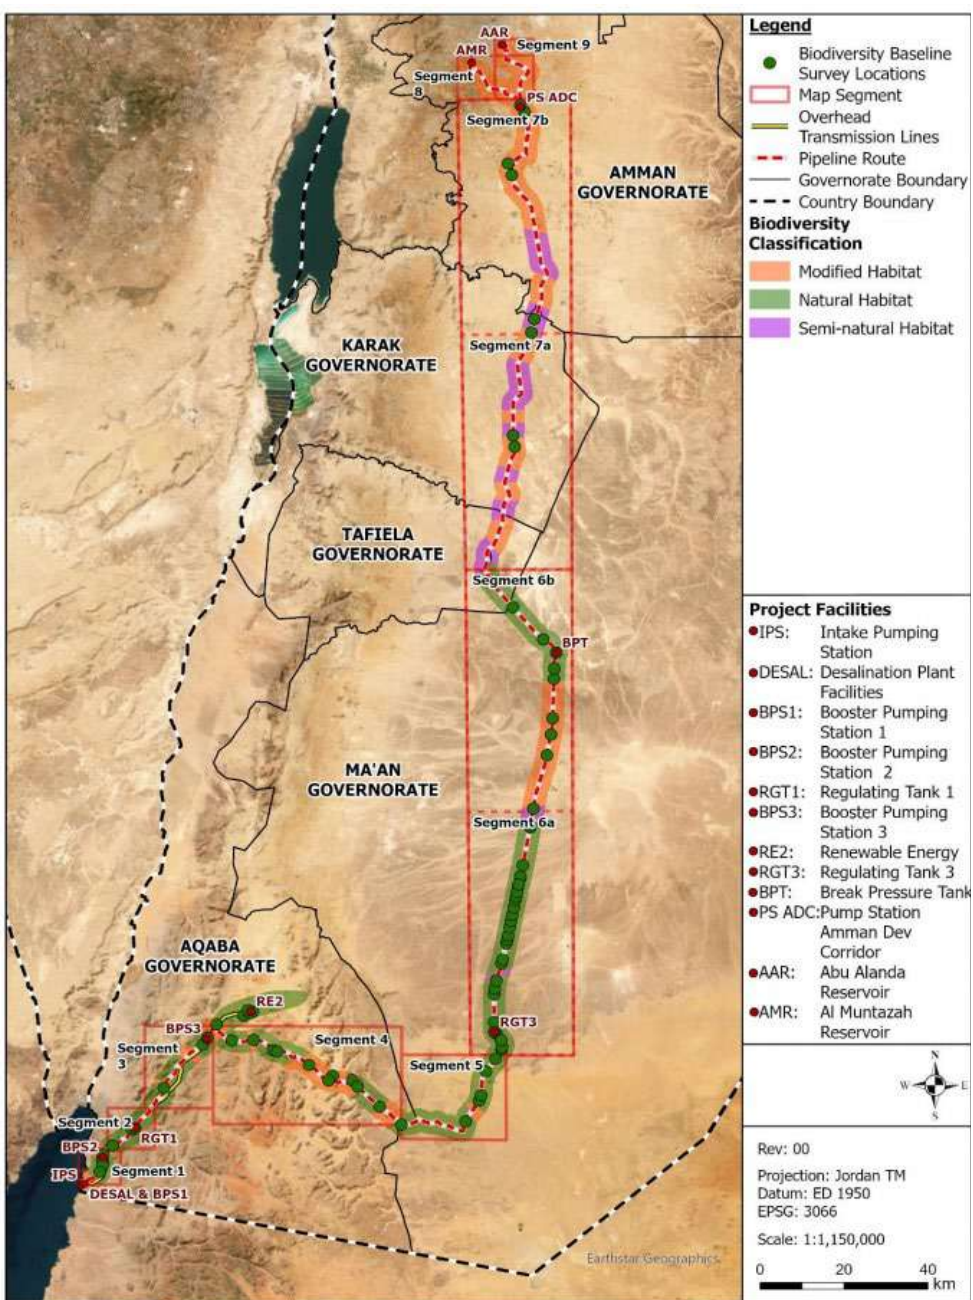 AAR
Segment 9
AMR
Segment
8
PS ADC
Segment 7b
AMMAN
GOVERNORATE
KARAK
GOVERNORATE
Segment 7a
TAFIELA
GOVERNORATE
Segment 6b
BPT
MA'AN
GOVERNORATE
Segment 6a
AQABA
GOVERNORATE
RE2
BPS3
RGT3
Segment
3
Segment 4
Segment 5
Segment 2
RGT1
BPS2
IPS
Segment 1
DESAL & BPS1
Earthstar Geographics
Legend
Biodiversity Baseline
Survey Locations
Map Segment
Overhead
Transmission Lines
Pipeline Route
Governorate Boundary
Country Boundary
Biodiversity
Classification
Modified Habitat
Natural Habitat
Semi-natural Habitat
Project Facilities
IPS: Intake Pumping
Station
DESAL: Desalination Plant
Facilities
BPS1: Booster Pumping
Station 1
BPS2: Booster Pumping
Station 2
RGT1: Regulating Tank 1
BPS3: Booster Pumping
Station 3
RE2: Renewable Energy
RGT3: Regulating Tank 3
BPT: Break Pressure Tank
PS ADC: Pump Station
Amman Dev
Corridor
AAR: Abu Alanda
Reservoir
AMR: Al Muntazah
Reservoir
N
W E
S
Rev: 00
Projection: Jordan TM
Datum: ED 1950
EPSG: 3066
Scale: 1:1,150,000
0 20 40
km